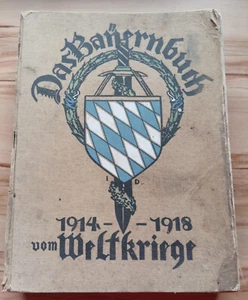 Das Bayernbuch
I. D.
1914 - - 1918
vom Weltkriege